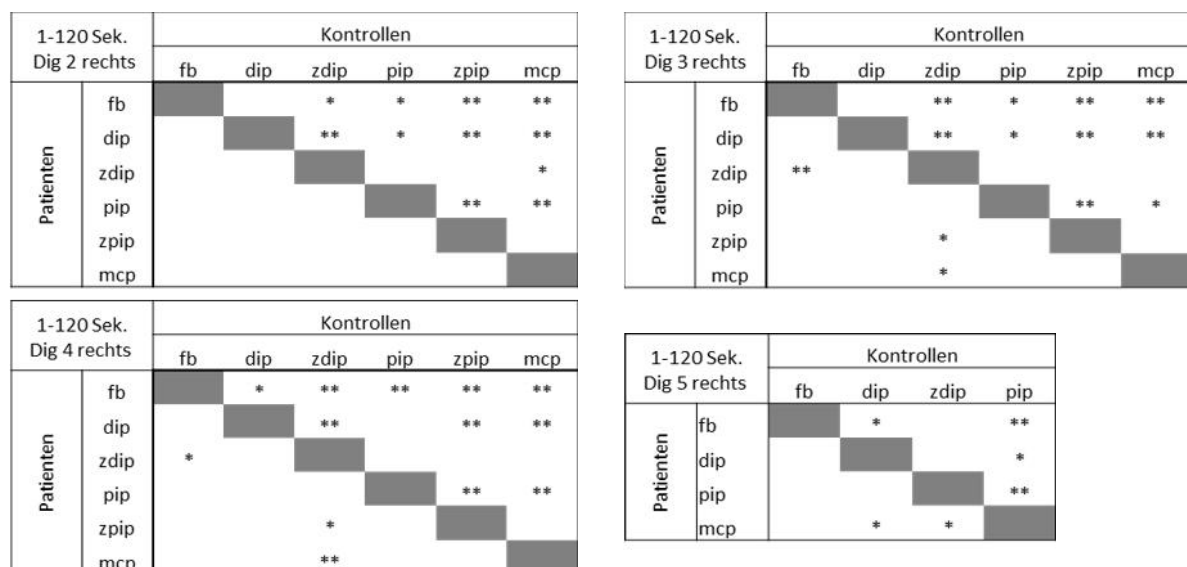 1-120 Sek. Kontrollen
Dig 2 rechts fb dip zdip pip zpip mcp
Patienten
fb * * ** **
dip ** * ** **
zdip *
pip ** **
zpip
mcp
1-120 Sek. Kontrollen
Dig 3 rechts fb dip zdip pip zpip mcp
Patienten
fb ** * ** **
dip ** * ** **
zdip **
pip ** *
zpip *
mcp *
1-120 Sek. Kontrollen
Dig 4 rechts fb dip zdip pip zpip mcp
Patienten
fb * ** ** ** **
dip ** ** **
zdip *
pip ** **
zpip *
mcp **
1-120 Sek. Kontrollen
Dig 5 rechts fb dip zdip pip
Patienten
fb * **
dip *
pip **
mcp * *